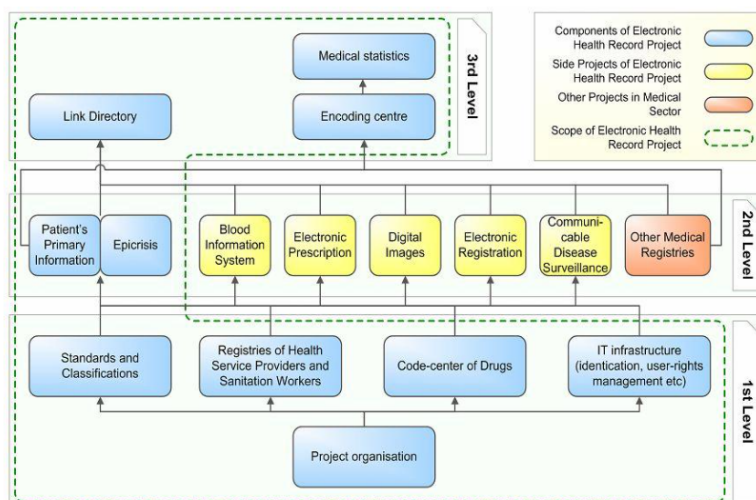 Medical statistics
Link Directory
Encoding centre
3rd Level
Components of Electronic
Health Record Project
Side Projects of Electronic
Health Record Project
Other Projects in Medical
Sector
Scope of Electronic Health
Record Project
Patient's
Primary
Information
Epicrisis
Blood
Information
System
Electronic
Prescription
Digital
Images
Electronic
Registration
Communi-
cable
Disease
Surveillance
Other Medical
Registries
2nd Level
Standards and
Classifications
Registries of Health
Service Providers and
Sanitation Workers
Code-center of Drugs
IT infrastructure
(identication, user-rights
management etc)
Project organisation
1st Level